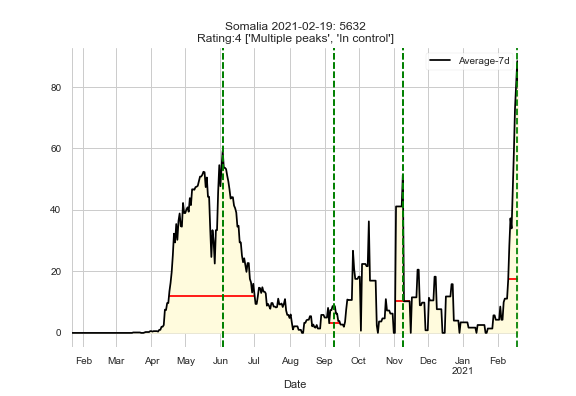 Somalia 2021-02-19: 5632
Rating:4 ['Multiple peaks', 'In control']
Average-7d
80
60
40
20
0
Feb Mar Apr May Jun Jul Aug Sep Oct Nov Dec Jan Feb
2021
Date